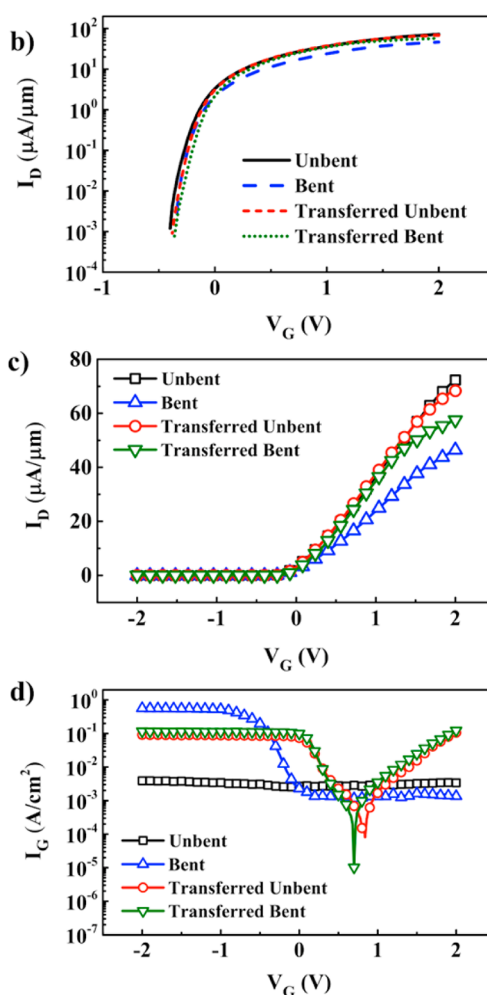 b)
I_D (µA/µm)
10²
10¹
10⁰
10⁻¹
10⁻²
10⁻³
10⁻⁴
Unbent
Bent
Transferred Unbent
Transferred Bent
-1 0 1 2
V_G (V)
c)
I_D (µA/µm)
80
60
40
20
0
Unbent
Bent
Transferred Unbent
Transferred Bent
-2 -1 0 1 2
V_G (V)
d)
I_G (A/cm²)
10⁰
10⁻¹
10⁻²
10⁻³
10⁻⁴
10⁻⁵
10⁻⁶
10⁻⁷
Unbent
Bent
Transferred Unbent
Transferred Bent
-2 -1 0 1 2
V_G (V)